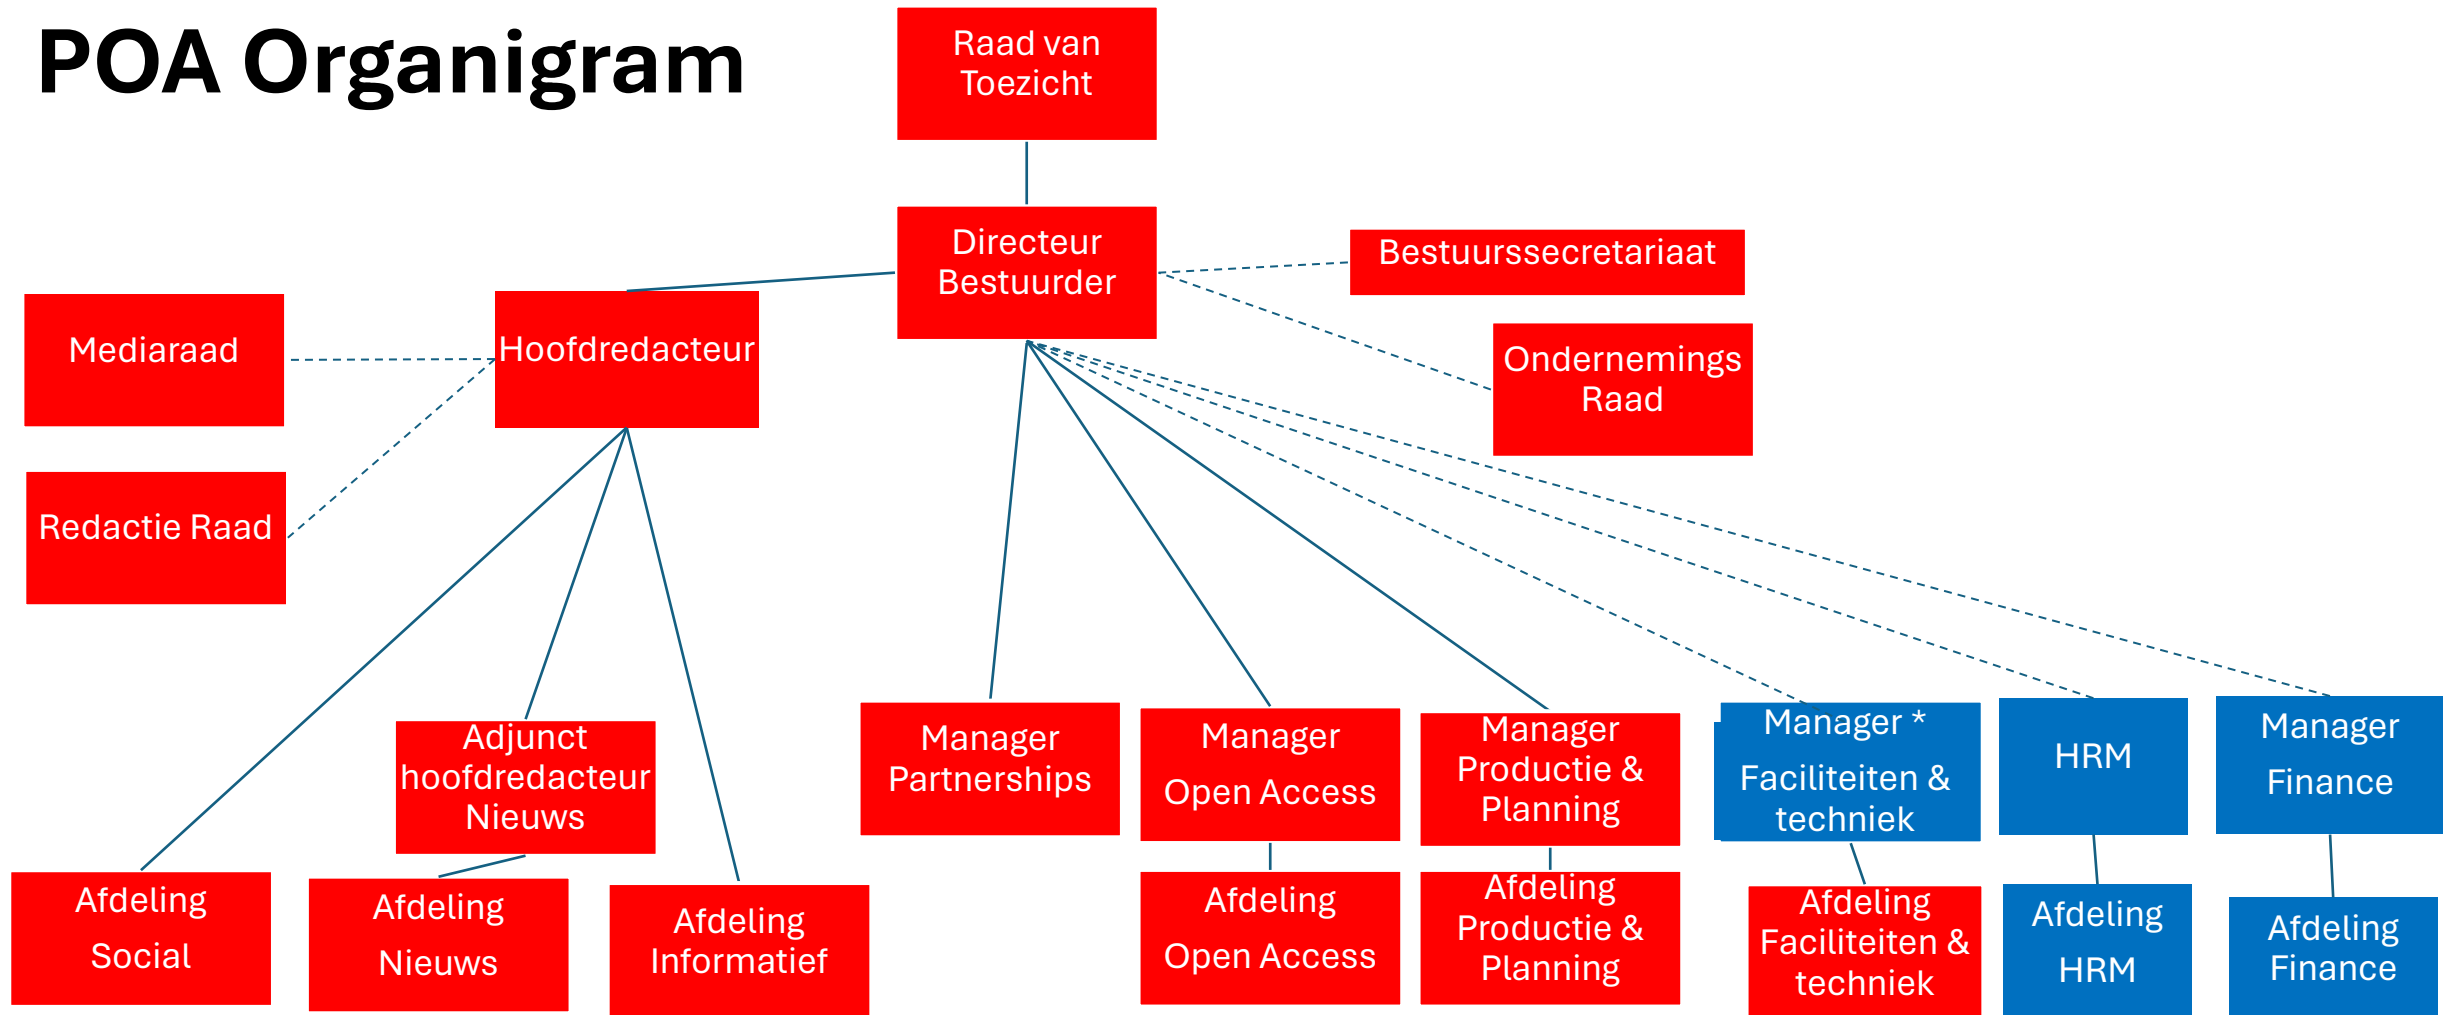 POA Organigram
Raad van
Toezicht
Directeur
Bestuurder
Bestuurssecretariaat
Ondernemings
Raad
Mediaraad
Hoofdredacteur
Redactie Raad
Adjunct
hoofdredacteur
Nieuws
Manager
Partnerships
Manager
Open Access
Manager
Productie &
Planning
Manager *
Faciliteiten &
techniek
HRM
Manager
Finance
Afdeling
Social
Afdeling
Nieuws
Afdeling
Informatief
Afdeling
Open Access
Afdeling
Productie &
Planning
Afdeling
Faciliteiten &
techniek
Afdeling
HRM
Afdeling
Finance